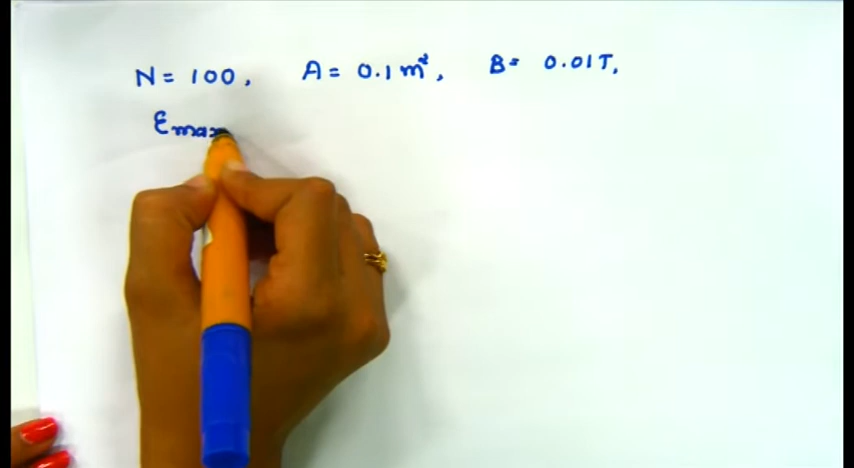 N = 100, A = 0.1 m², B = 0.01T,
Ɛmax